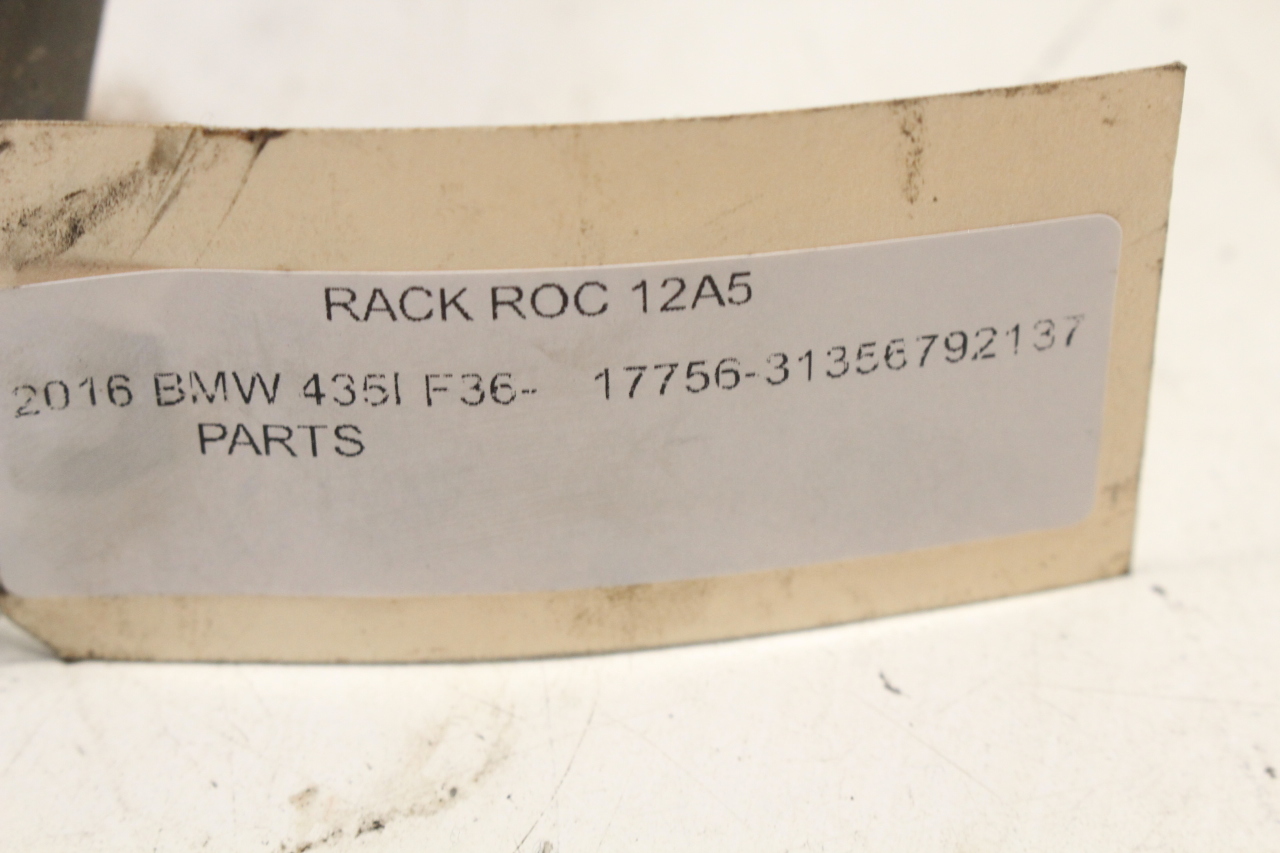 RACK ROC 12A5
2016 BMW 435I F36- 17756-31356792137
PARTS